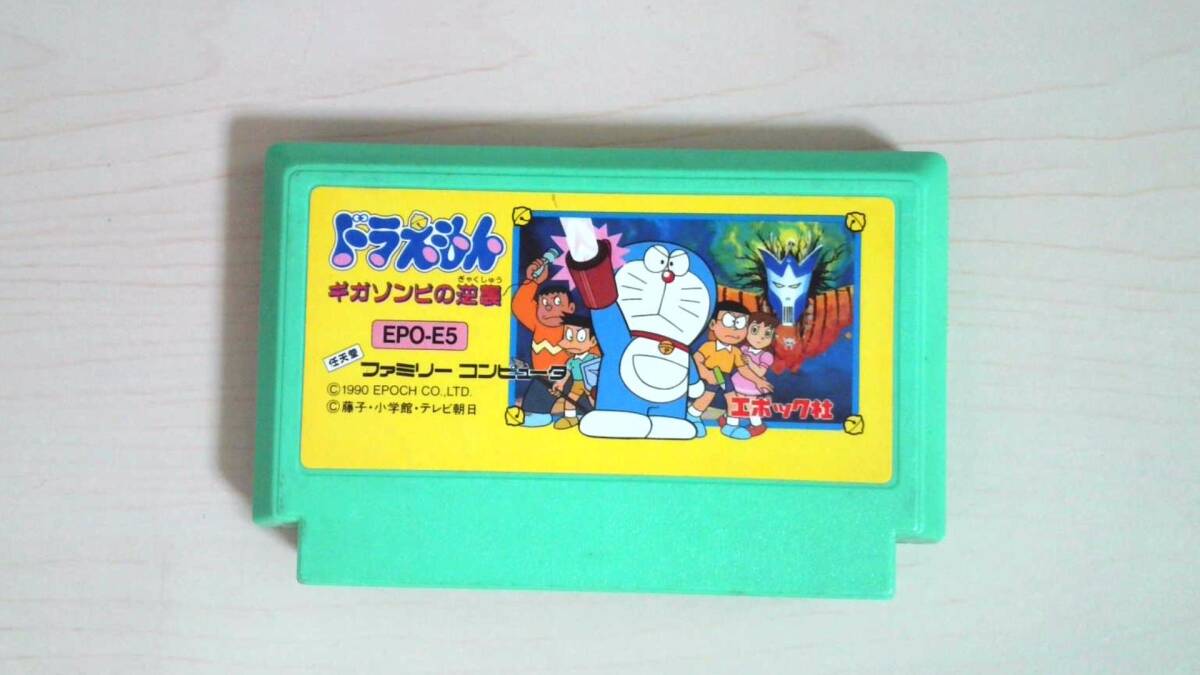 ドラえもん
ぎゃくしゅう
ギガゾンビの逆襲
EPO-E5
任天堂
ファミリー コンピュータ
©1990 EPOCH CO.,LTD.
©藤子・小学館・テレビ朝日
エポック社